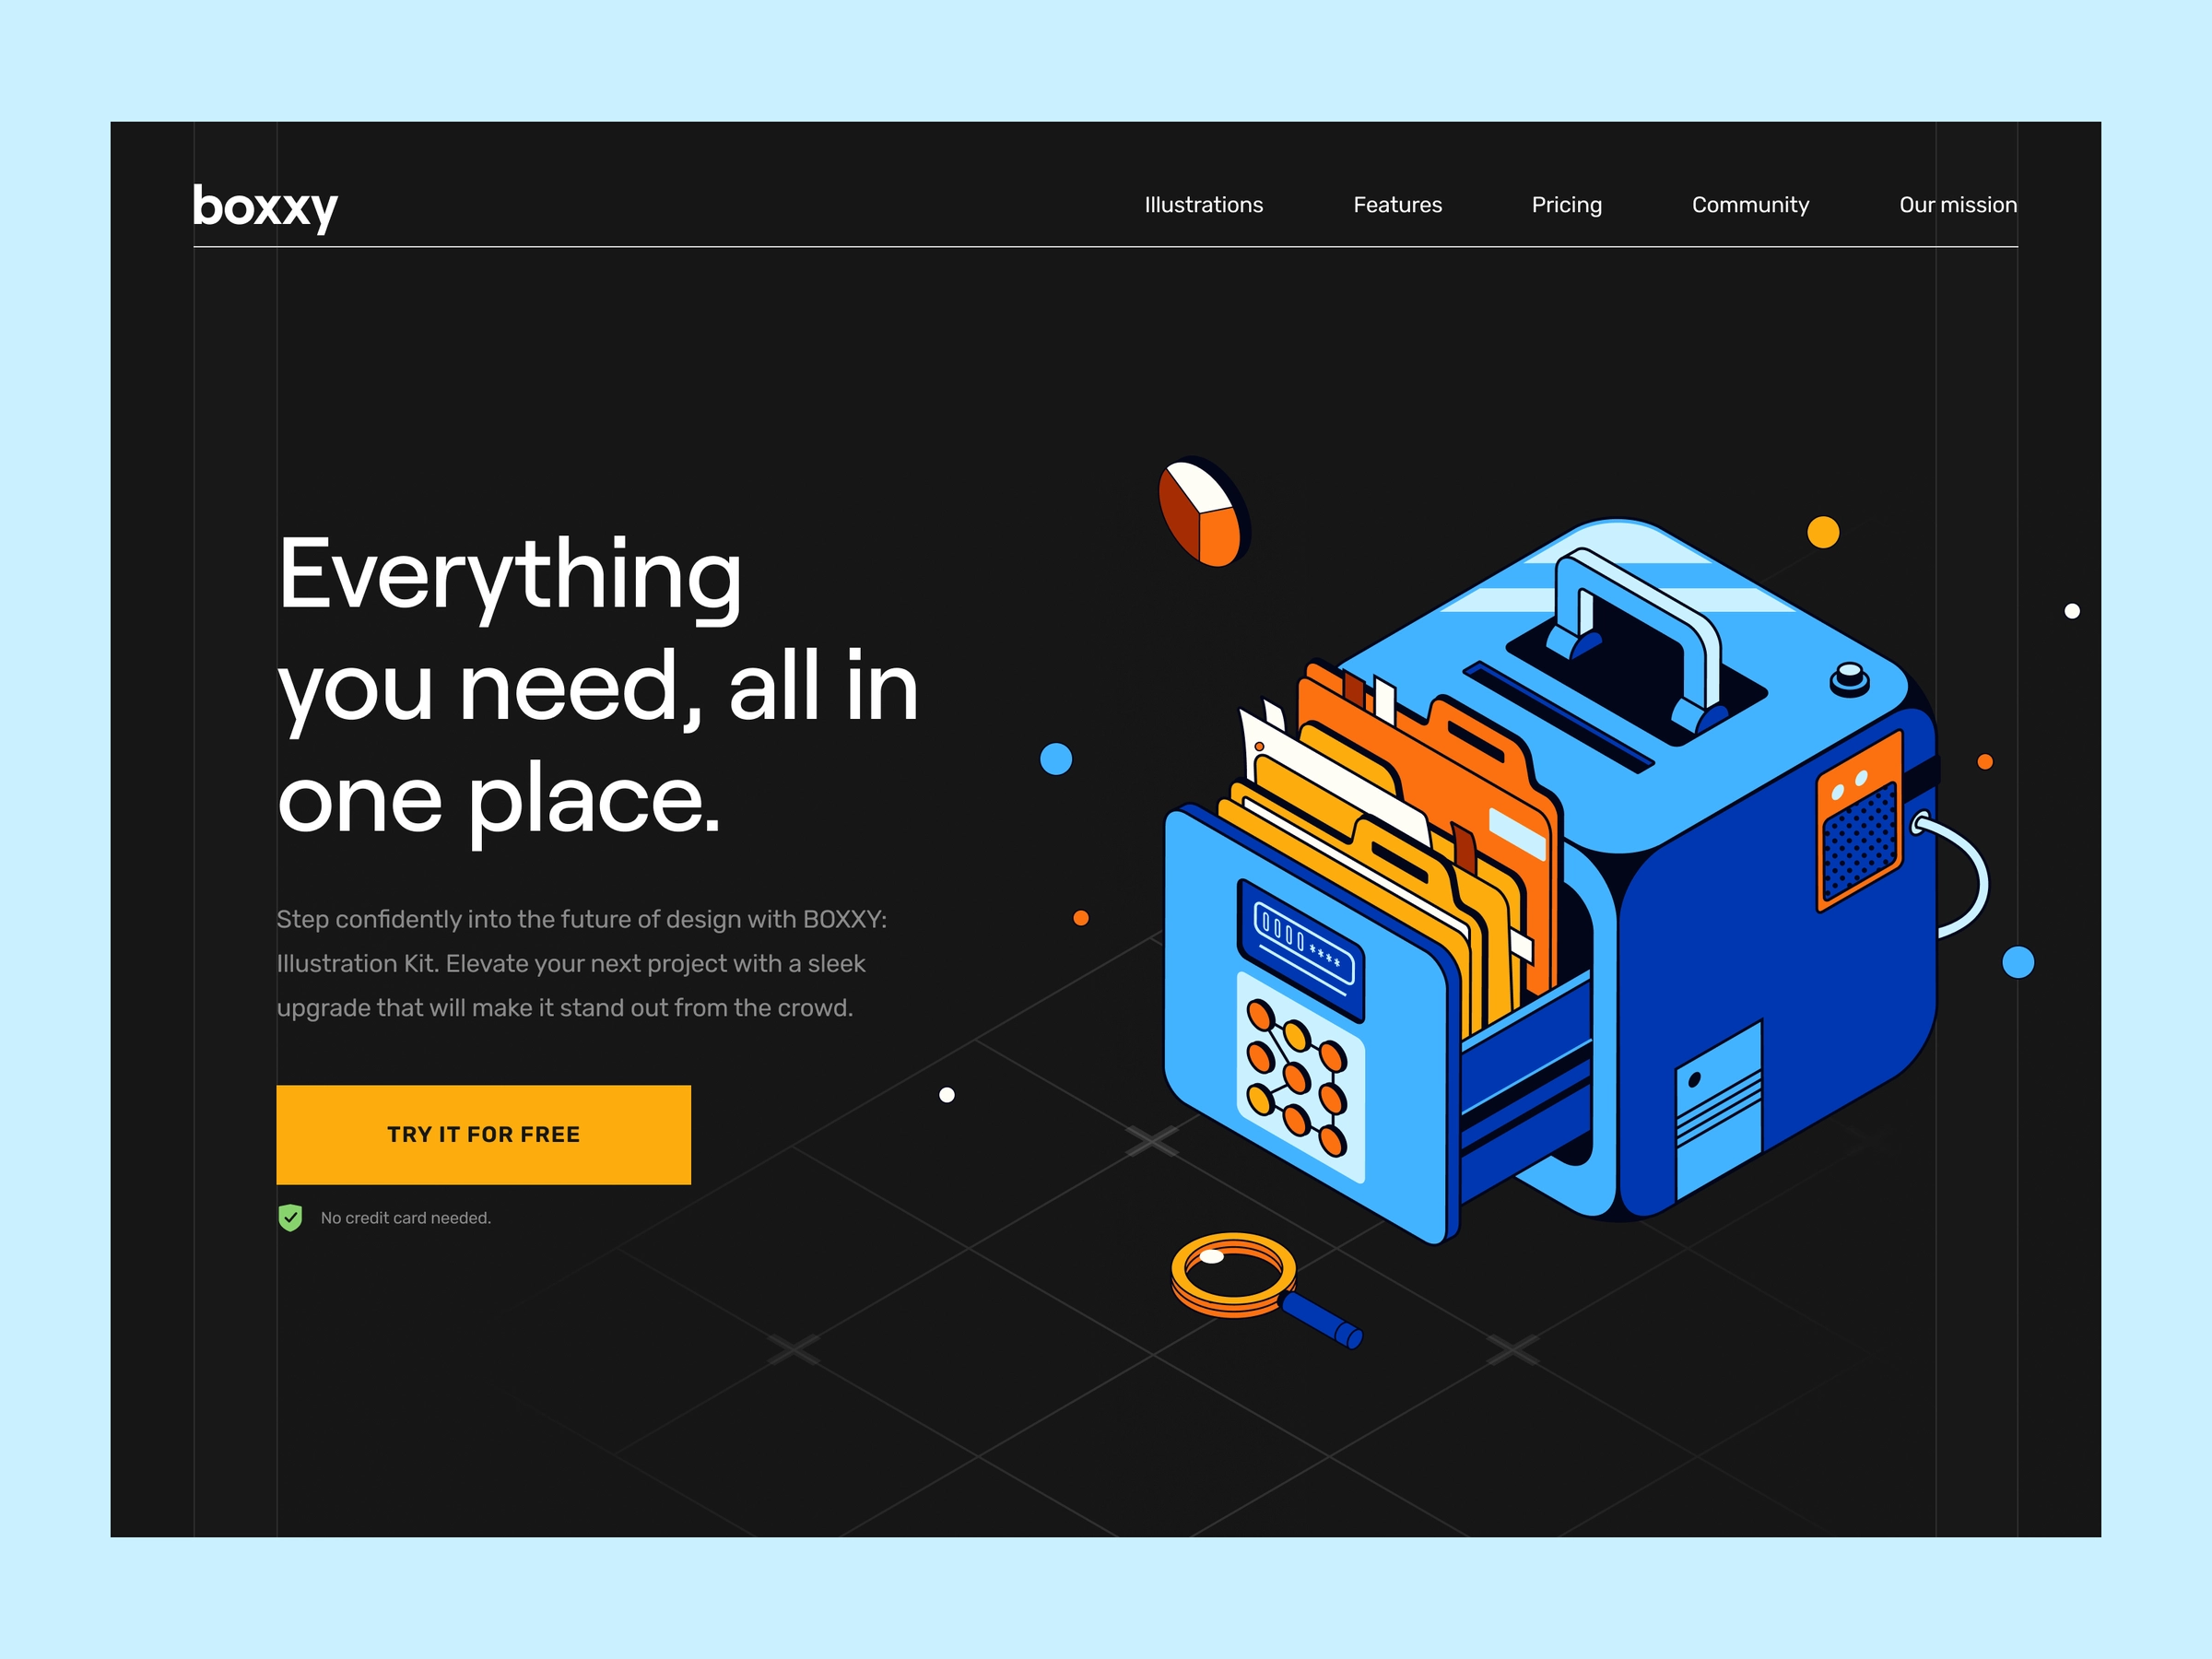 boxxy
Illustrations Features Pricing Community Our mission
Everything
you need, all in
one place.
Step confidently into the future of design with BOXXY:
Illustration Kit. Elevate your next project with a sleek
upgrade that will make it stand out from the crowd.
TRY IT FOR FREE
No credit card needed.
0000****